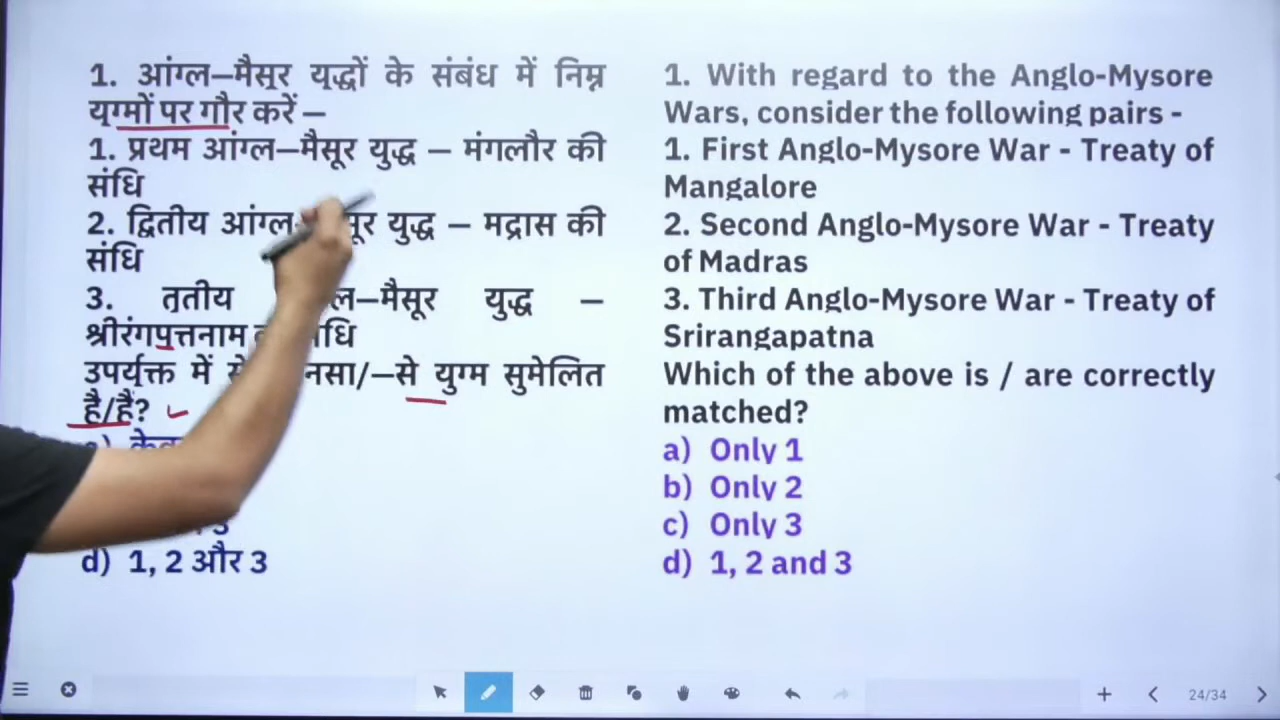 1. आंग्ल–मैसूर युद्धों के संबंध में निम्न
युग्मों पर गौर करें –
1. प्रथम आंग्ल–मैसूर युद्ध – मंगलौर की
संधि
2. द्वितीय युद्ध – मद्रास की
संधि
3. तृतीय युद्ध –
श्रीरंगपुत्तनाम
उपर्युक्त में युग्म सुमेलित
है/हैं?
d) 1, 2 और 3
1. With regard to the Anglo-Mysore
Wars, consider the following pairs -
1. First Anglo-Mysore War - Treaty of
Mangalore
2. Second Anglo-Mysore War - Treaty
of Madras
3. Third Anglo-Mysore War - Treaty of
Srirangapatna
Which of the above is / are correctly
matched?
a) Only 1
b) Only 2
c) Only 3
d) 1, 2 and 3
24/34